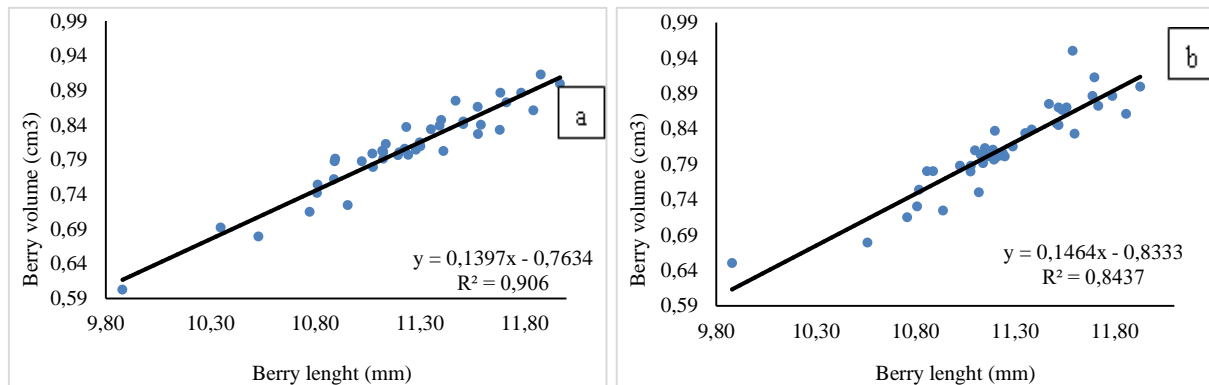 0,99
0,94
0,89
0,84
0,79
0,74
0,69
0,64
0,59
Berry volume (cm3)
a
y = 0,1397x - 0,7634
R² = 0,906
9,80 10,30 10,80 11,30 11,80
Berry lenght (mm)
0,99
0,94
0,89
0,84
0,79
0,74
0,69
0,64
0,59
Berry volume (cm3)
b
y = 0,1464x - 0,8333
R² = 0,8437
9,80 10,30 10,80 11,30 11,80
Berry lenght (mm)